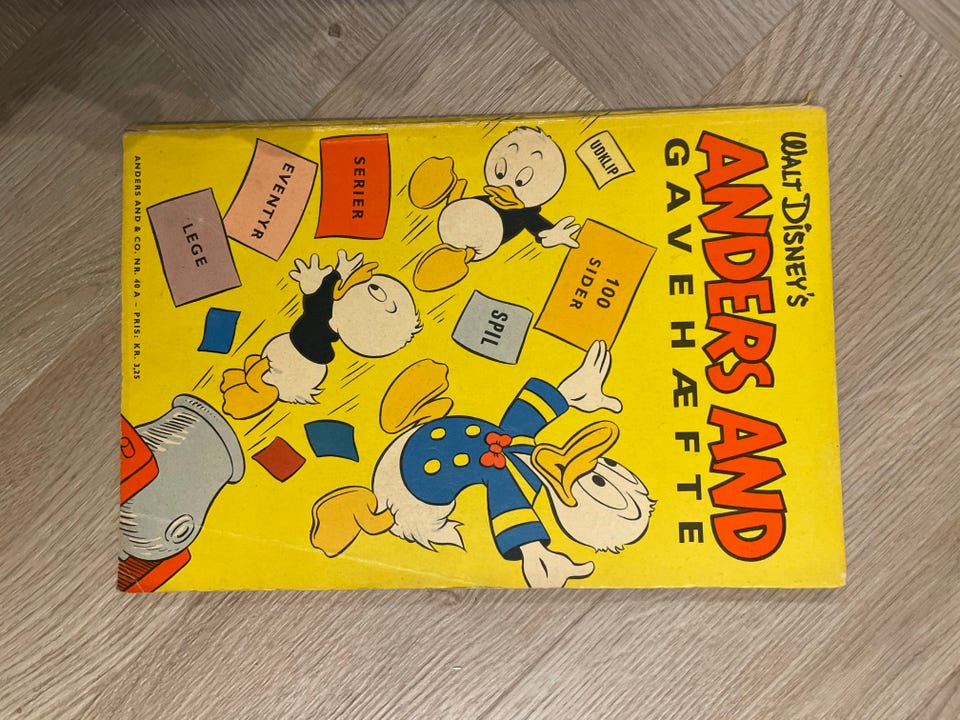 WALT DISNEY'S
ANDERS AND
GAVEHÆFTE
UDKLIP
100
SIDER
SPIL
SERIER
EVENTYR
LEGE
ANDERS AND & CO. NR. 40 A – PRIS: KR. 3,25